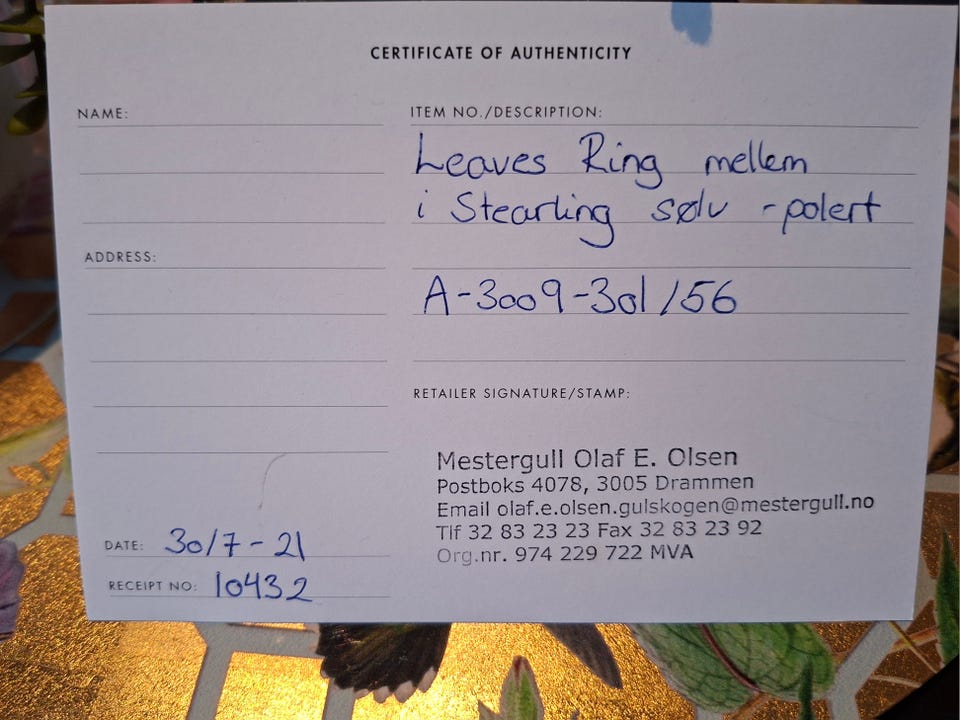 CERTIFICATE OF AUTHENTICITY
NAME:
ADDRESS:
DATE: 30/7-21
RECEIPT NO: 10432
ITEM NO./DESCRIPTION:
Leaves Ring mellem
i Stearling sølv - polert
A-3009-301/56
RETAILER SIGNATURE/STAMP:
Mestergull Olaf E. Olsen
Postboks 4078, 3005 Drammen
Email olaf.e.olsen.gulskogen@mestergull.no
Tlf 32 83 23 23 Fax 32 83 23 92
Org.nr. 974 229 722 MVA